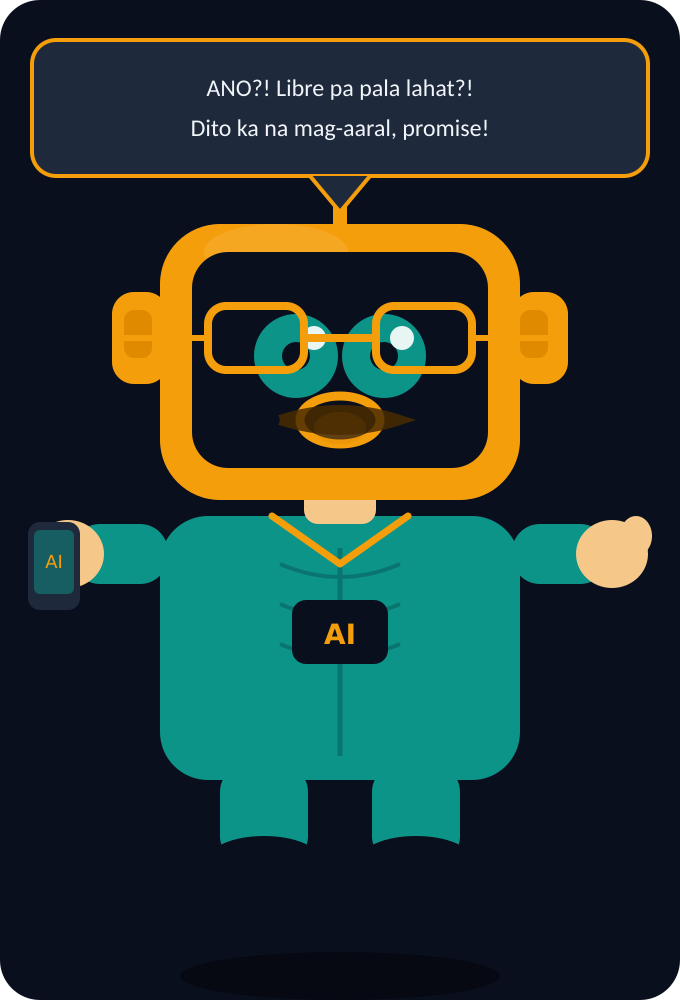 ANO?! Libre pa pala lahat?!
Dito ka na mag-aaral, promise!
AI
AI